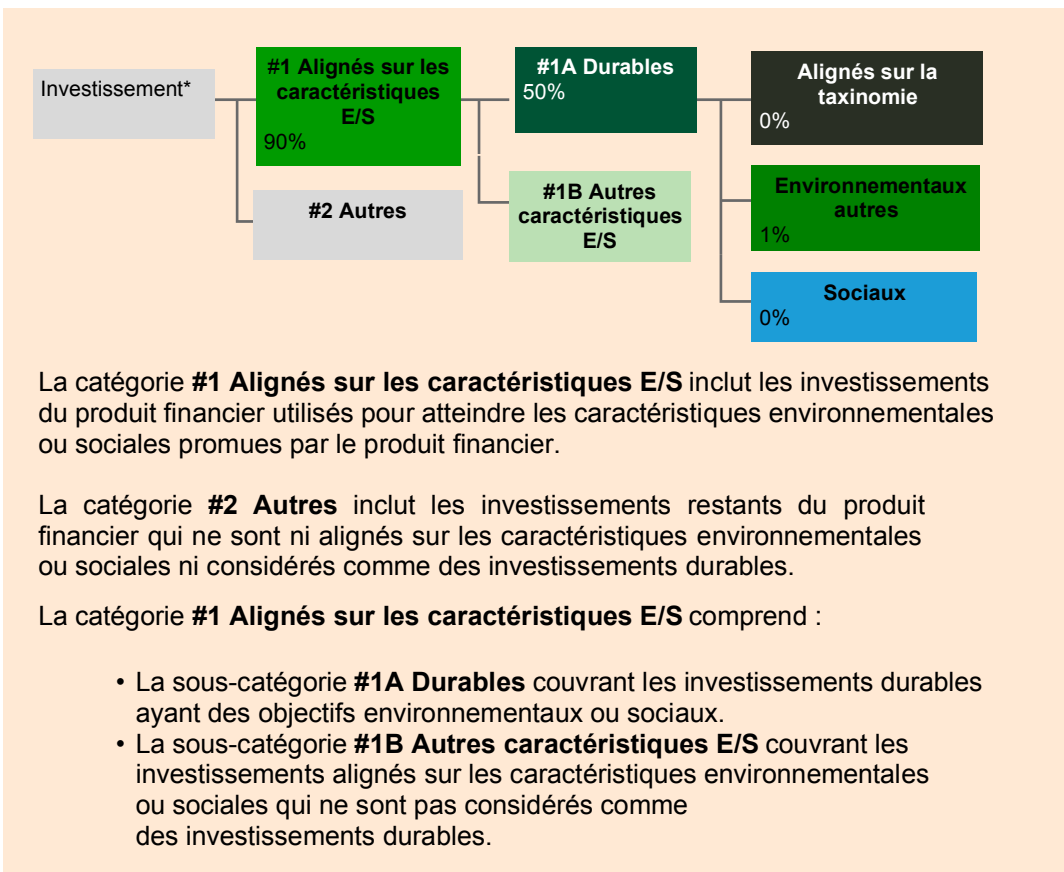 Investissement*
#1 Alignés sur les
caractéristiques
E/S
90%
#2 Autres
#1A Durables
50%
#1B Autres
caractéristiques
E/S
Alignés sur la
taxinomie
0%
Environnementaux
autres
1%
Sociaux
0%
La catégorie #1 Alignés sur les caractéristiques E/S inclut les investissements
du produit financier utilisés pour atteindre les caractéristiques environnementales
ou sociales promues par le produit financier.
La catégorie #2 Autres inclut les investissements restants du produit
financier qui ne sont ni alignés sur les caractéristiques environnementales
ou sociales ni considérés comme des investissements durables.
La catégorie #1 Alignés sur les caractéristiques E/S comprend :
• La sous-catégorie #1A Durables couvrant les investissements durables
ayant des objectifs environnementaux ou sociaux.
• La sous-catégorie #1B Autres caractéristiques E/S couvrant les
investissements alignés sur les caractéristiques environnementales
ou sociales qui ne sont pas considérés comme
des investissements durables.